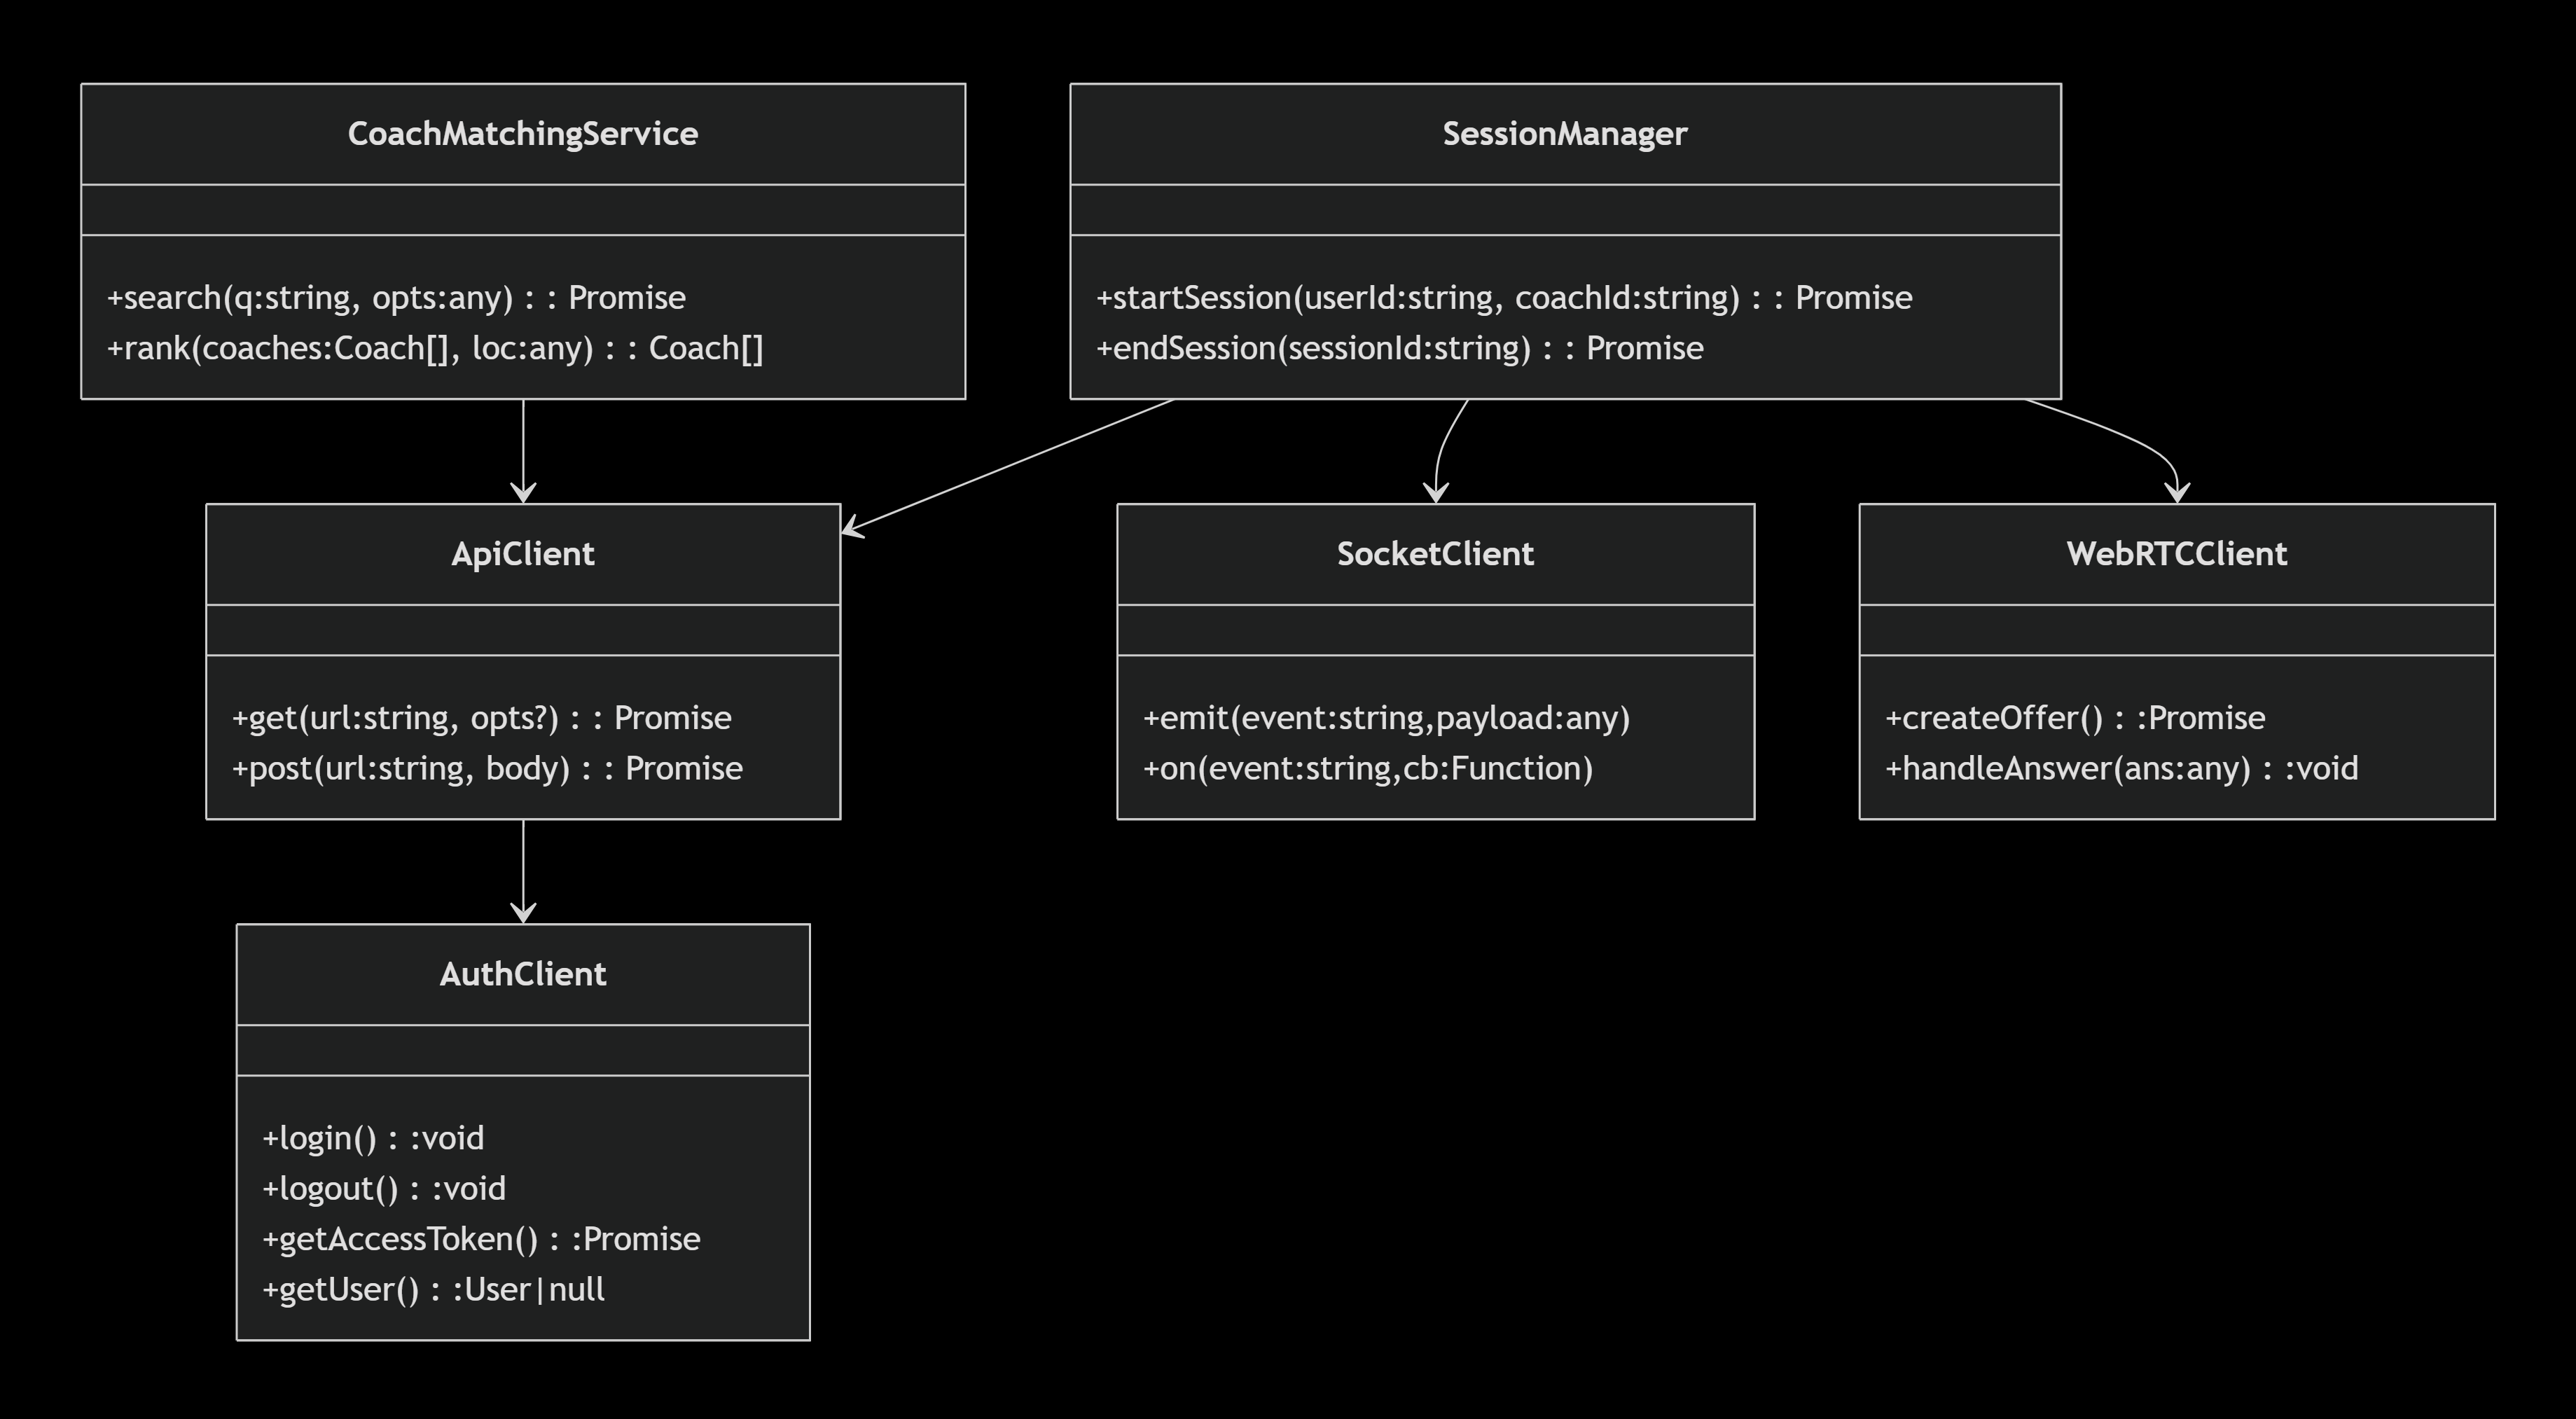 CoachMatchingService
+search(q:string, opts:any) : : Promise
+rank(coaches:Coach[], loc:any) : : Coach[]
SessionManager
+startSession(userId:string, coachId:string) : : Promise
+endSession(sessionId:string) : : Promise
ApiClient
+get(url:string, opts?) : : Promise
+post(url:string, body) : : Promise
SocketClient
+emit(event:string,payload:any)
+on(event:string,cb:Function)
WebRTCClient
+createOffer() : :Promise
+handleAnswer(ans:any) : :void
AuthClient
+login() : :void
+logout() : :void
+getAccessToken() : :Promise
+getUser() : :User|null